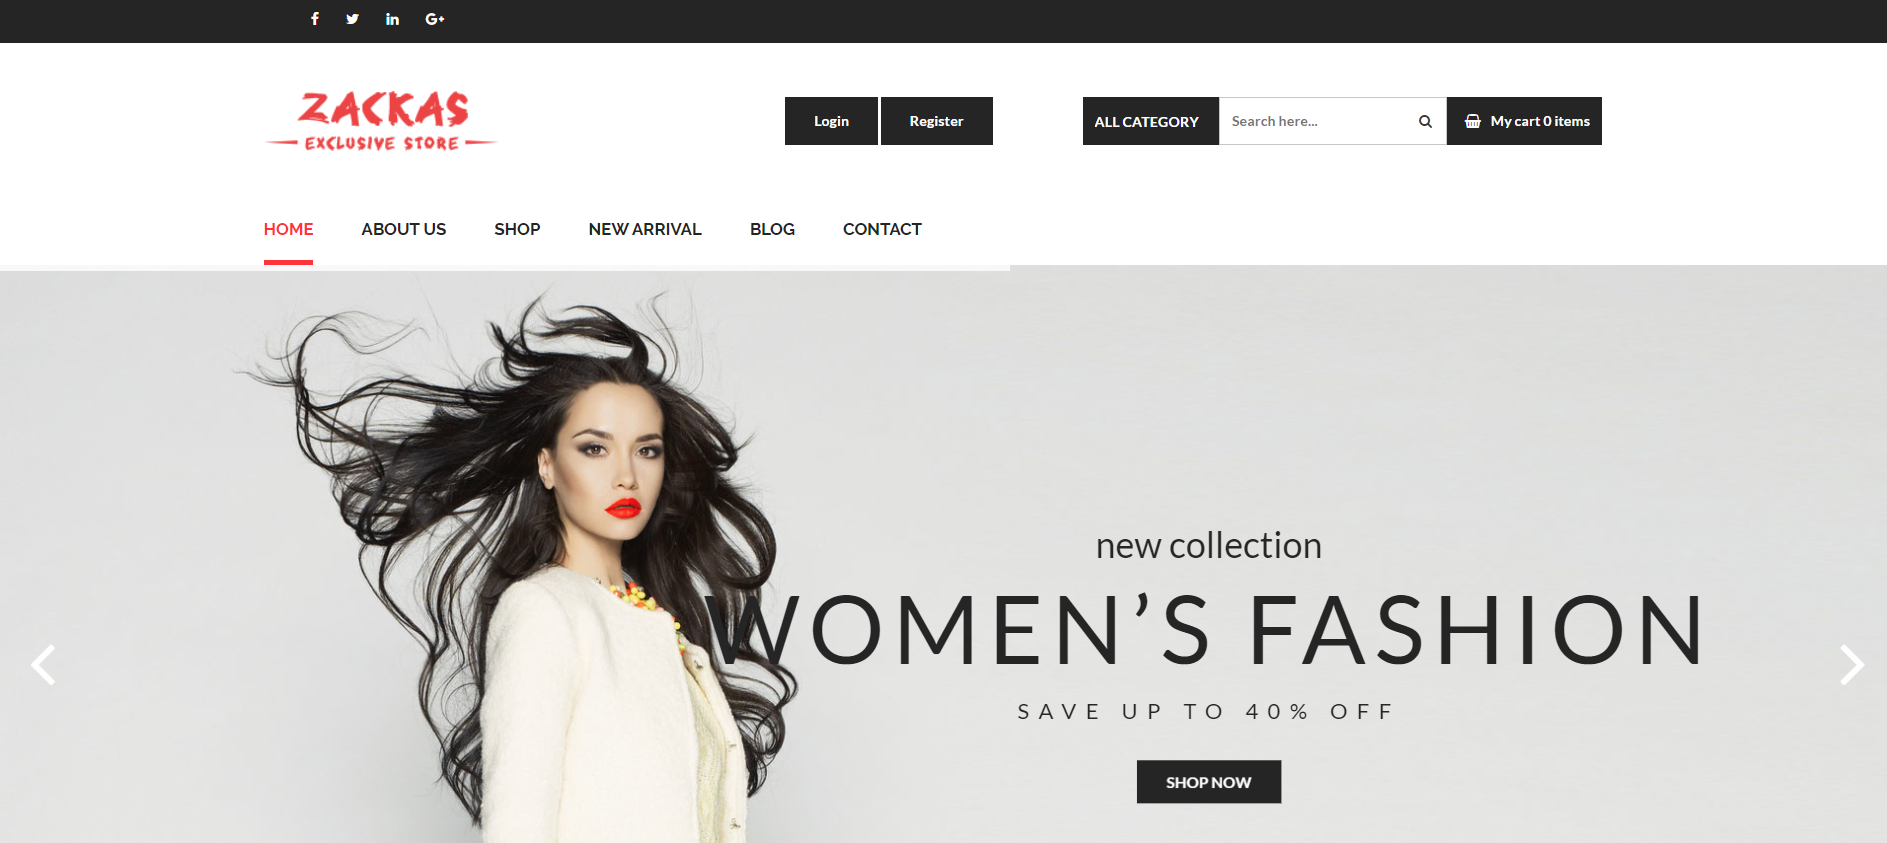 ZACKAS
EXCLUSIVE STORE
Login
Register
ALL CATEGORY
Search here...
My cart 0 items
HOME
ABOUT US
SHOP
NEW ARRIVAL
BLOG
CONTACT
new collection
WOMEN’S FASHION
SAVE UP TO 40% OFF
SHOP NOW